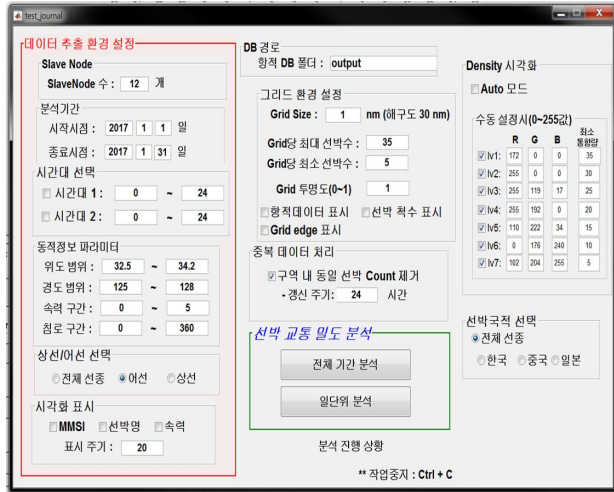 test_journal
데이터 추출 환경 설정
Slave Node
SlaveNode 수 : 12 개
분석기간
시작시점 : 2017 1 1 일
종료시점 : 2017 1 31 일
시간대 선택
시간대 1 : 0 ~ 24
시간대 2 : 0 ~ 24
동적정보 파라미터
위도 범위 : 32.5 ~ 34.2
경도 범위 : 125 ~ 128
속력 구간 : 0 ~ 5
침로 구간 : 0 ~ 360
상선/어선 선택
전체 선종 어선 상선
시각화 표시
MMSI 선박명 속력
표시 주기 : 20
DB 경로
항적 DB 폴더 : output
그리드 환경 설정
Grid Size : 1 nm (해구도 30 nm)
Grid당 최대 선박수 : 35
Grid당 최소 선박수 : 5
Grid 투명도(0~1) 1
항적데이터 표시 선박 척수 표시
Grid edge 표시
중복 데이터 처리
구역 내 동일 선박 Count 제거
- 갱신 주기: 24 시간
선박 교통 밀도 분석
전체 기간 분석
일단위 분석
분석 진행 상황
** 작업중지 : Ctrl + C
Density 시각화
Auto 모드
수동 설정시(0~255값)
R G B 최소 통항량
lv1: 172 0 0 35
lv2: 255 0 0 30
lv3: 255 119 17 25
lv4: 255 192 0 20
lv5: 110 222 34 15
lv6: 0 176 240 10
lv7: 102 204 255 5
선박국적 선택
전체 선종
한국 중국 일본